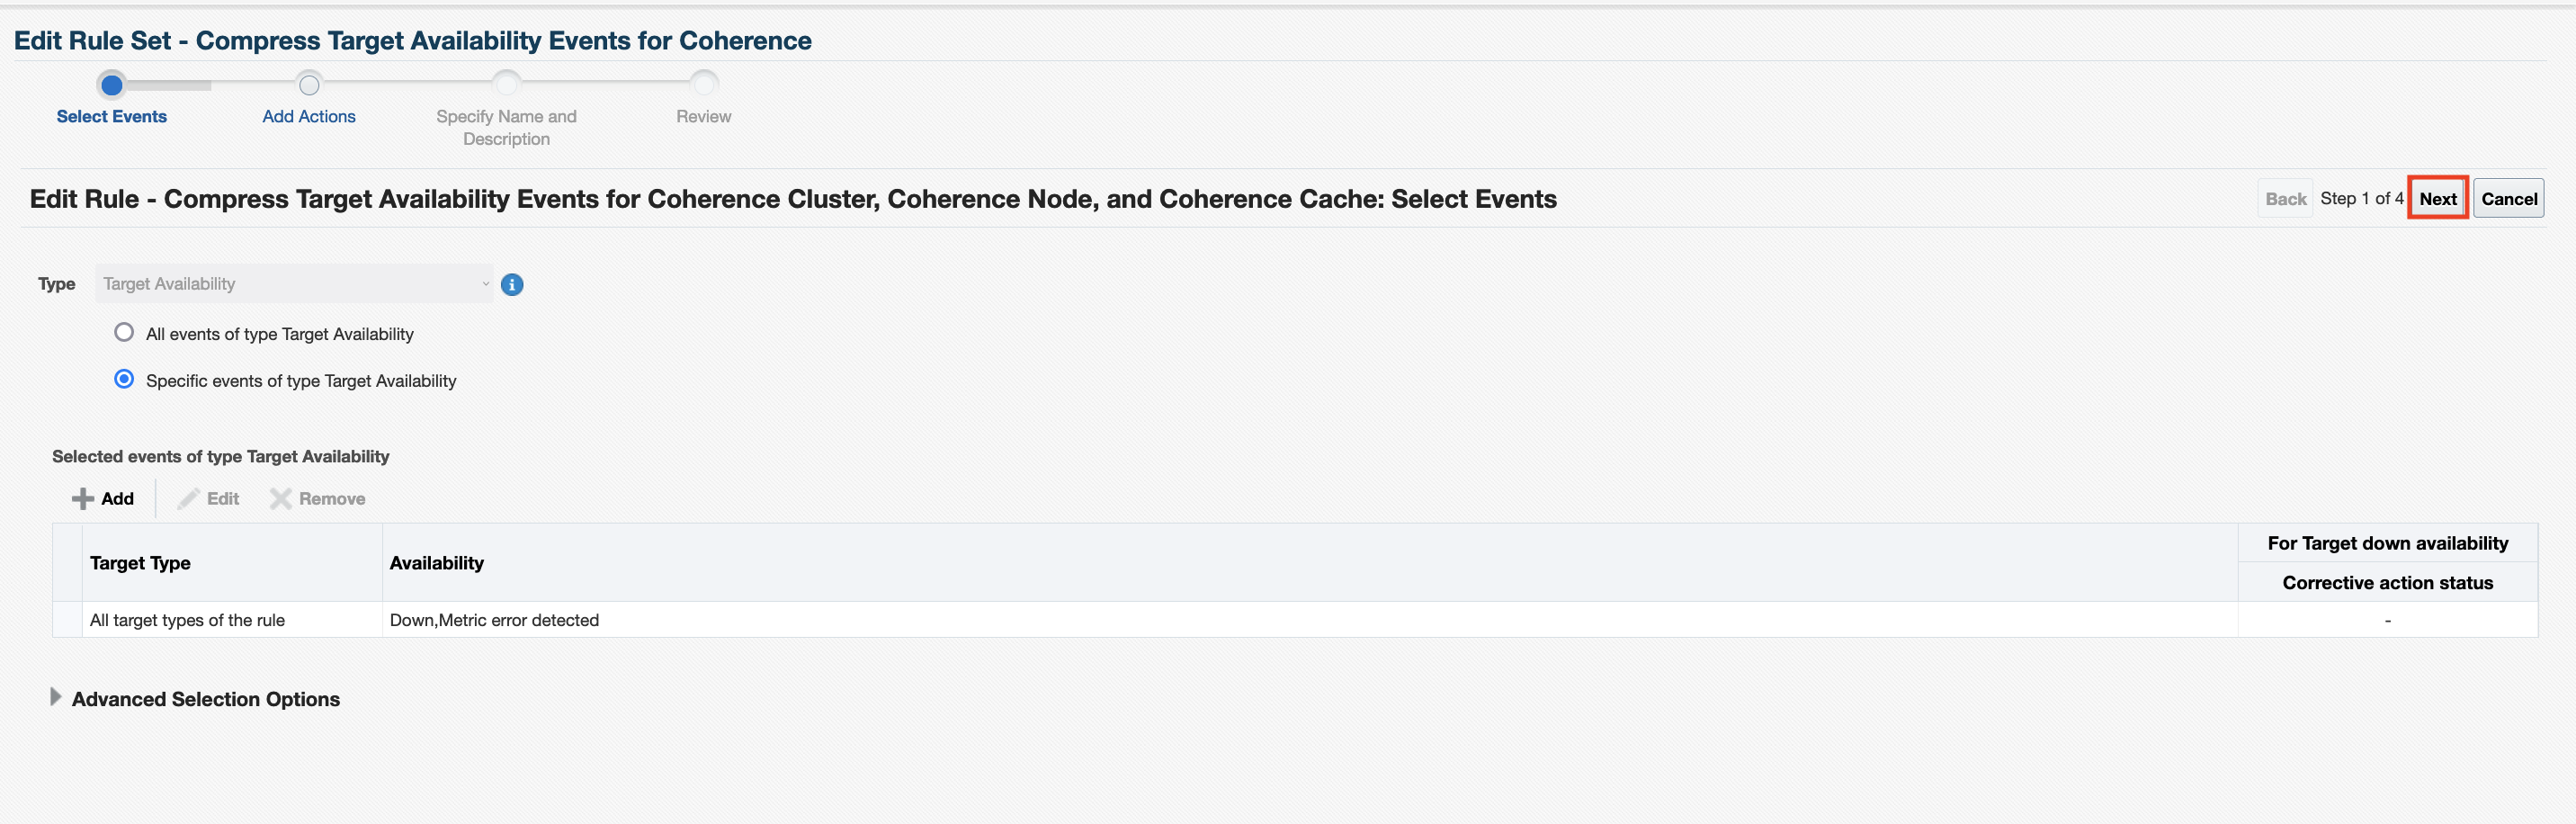 Edit Rule Set - Compress Target Availability Events for Coherence
Select Events
Add Actions
Specify Name and
Description
Review
Edit Rule - Compress Target Availability Events for Coherence Cluster, Coherence Node, and Coherence Cache: Select Events
Back Step 1 of 4 Next Cancel
Type Target Availability
All events of type Target Availability
Specific events of type Target Availability
Selected events of type Target Availability
Add Edit Remove
Target Type
Availability
For Target down availability
Corrective action status
All target types of the rule Down,Metric error detected -
Advanced Selection Options